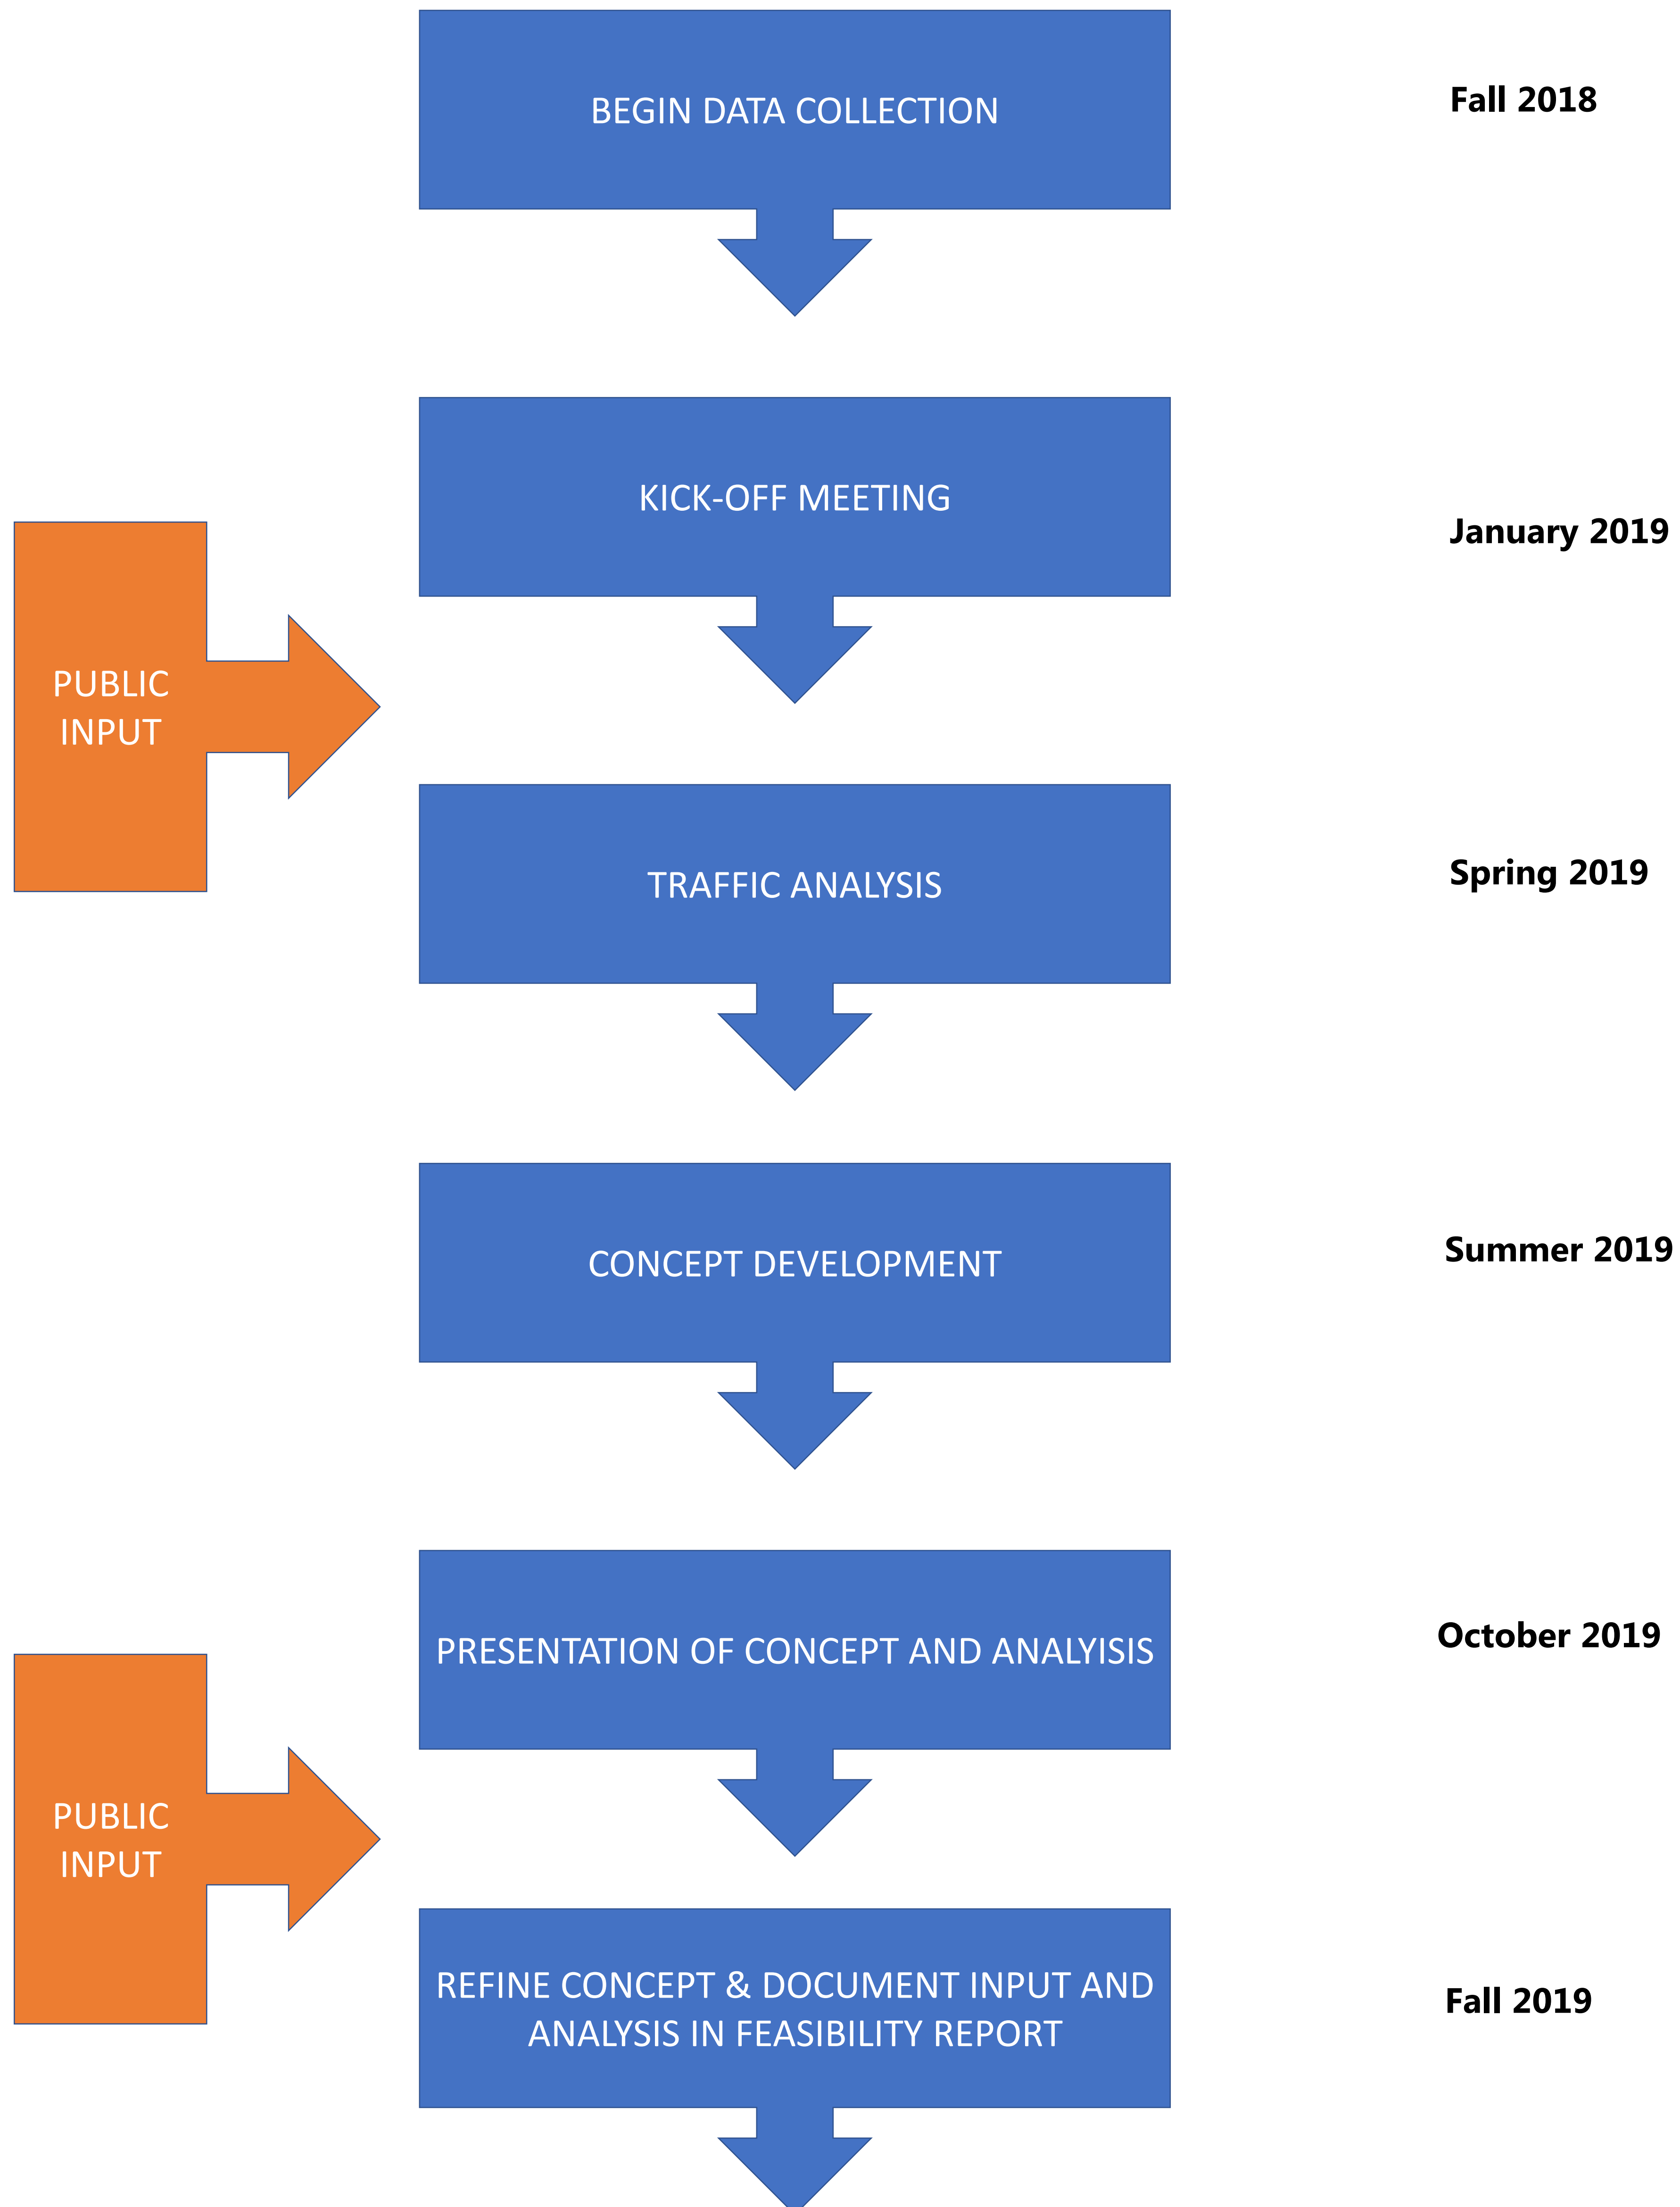 BEGIN DATA COLLECTION
Fall 2018
KICK-OFF MEETING
January 2019
PUBLIC
INPUT
TRAFFIC ANALYSIS
Spring 2019
CONCEPT DEVELOPMENT
Summer 2019
PRESENTATION OF CONCEPT AND ANALYISIS
October 2019
PUBLIC
INPUT
REFINE CONCEPT & DOCUMENT INPUT AND
ANALYSIS IN FEASIBILITY REPORT
Fall 2019